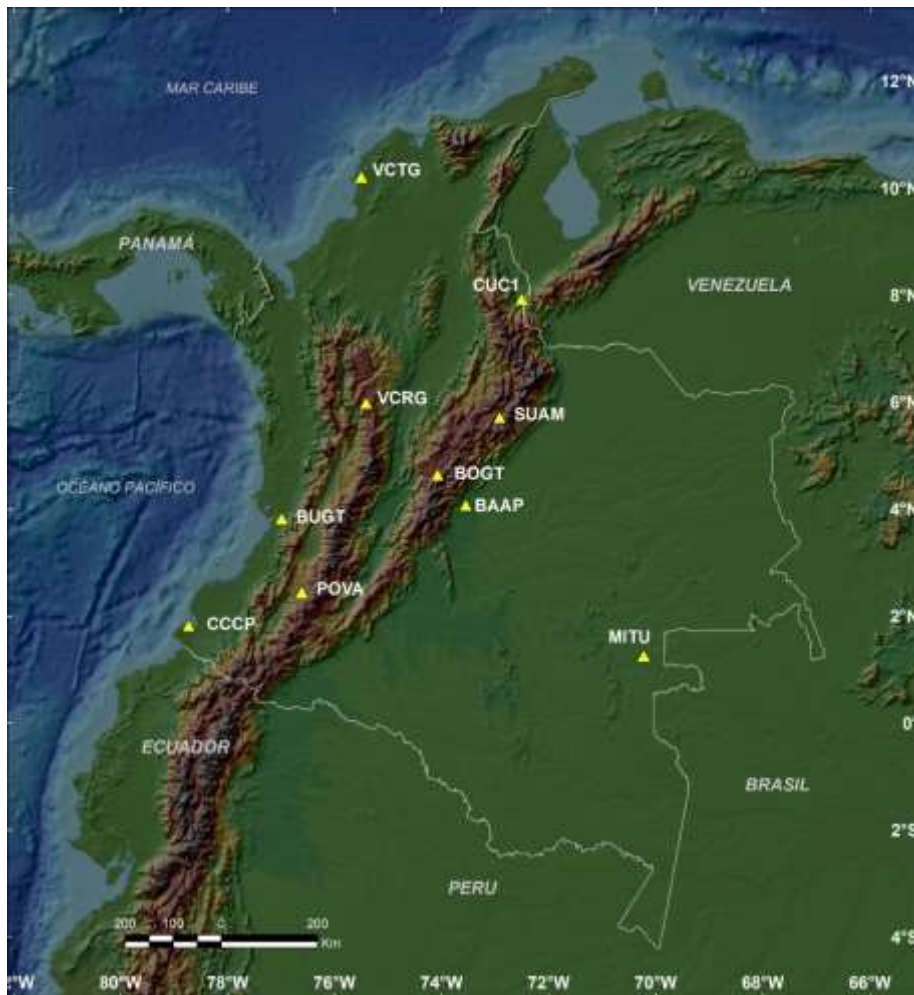 12°N
MAR CARIBE
VCTG
10°N
PANAMÁ
CUC1
VENEZUELA
8°N
VCRG
6°N
SUAM
BOGT
OCÉANO PACÍFICO
BAAP
4°N
BUGT
POVA
CCCP
2°N
MITU
0°
ECUADOR
BRASIL
2°S
PERU
200 100 0 200
Km
4°S
80°W 78°W 76°W 74°W 72°W 70°W 68°W 66°W